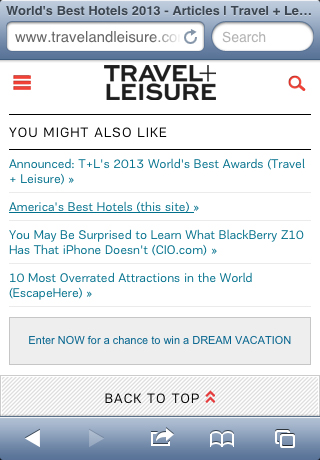 World's Best Hotels 2013 - Articles | Travel + Le...
www.travelandleisure.co
Search
TRAVEL+
LEISURE
YOU MIGHT ALSO LIKE
Announced: T+L's 2013 World's Best Awards (Travel
+ Leisure) »
America's Best Hotels (this site) »
You May Be Surprised to Learn What BlackBerry Z10
Has That iPhone Doesn't (CIO.com) »
10 Most Overrated Attractions in the World
(EscapeHere) »
Enter NOW for a chance to win a DREAM VACATION
BACK TO TOP